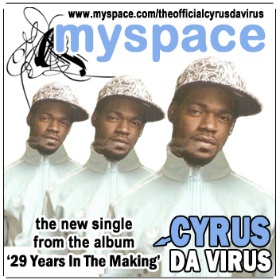 www.myspace.com/theofficialcyrusdavirus
myspace
the new single
from the album
'29 Years In The Making'
CYRUS
DA VIRUS